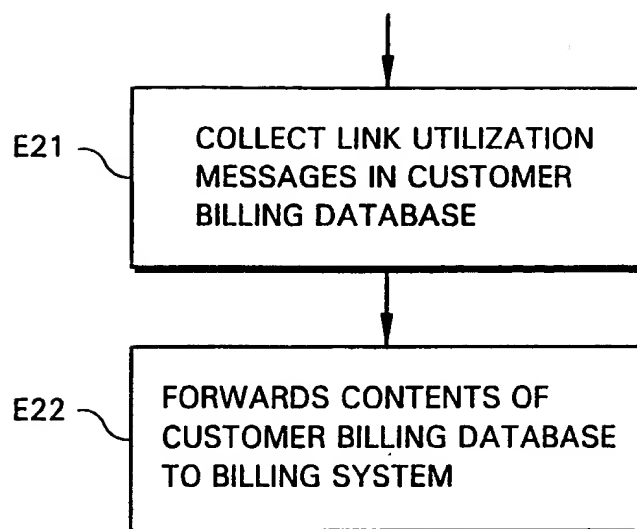 E21
COLLECT LINK UTILIZATION
MESSAGES IN CUSTOMER
BILLING DATABASE
E22
FORWARDS CONTENTS OF
CUSTOMER BILLING DATABASE
TO BILLING SYSTEM